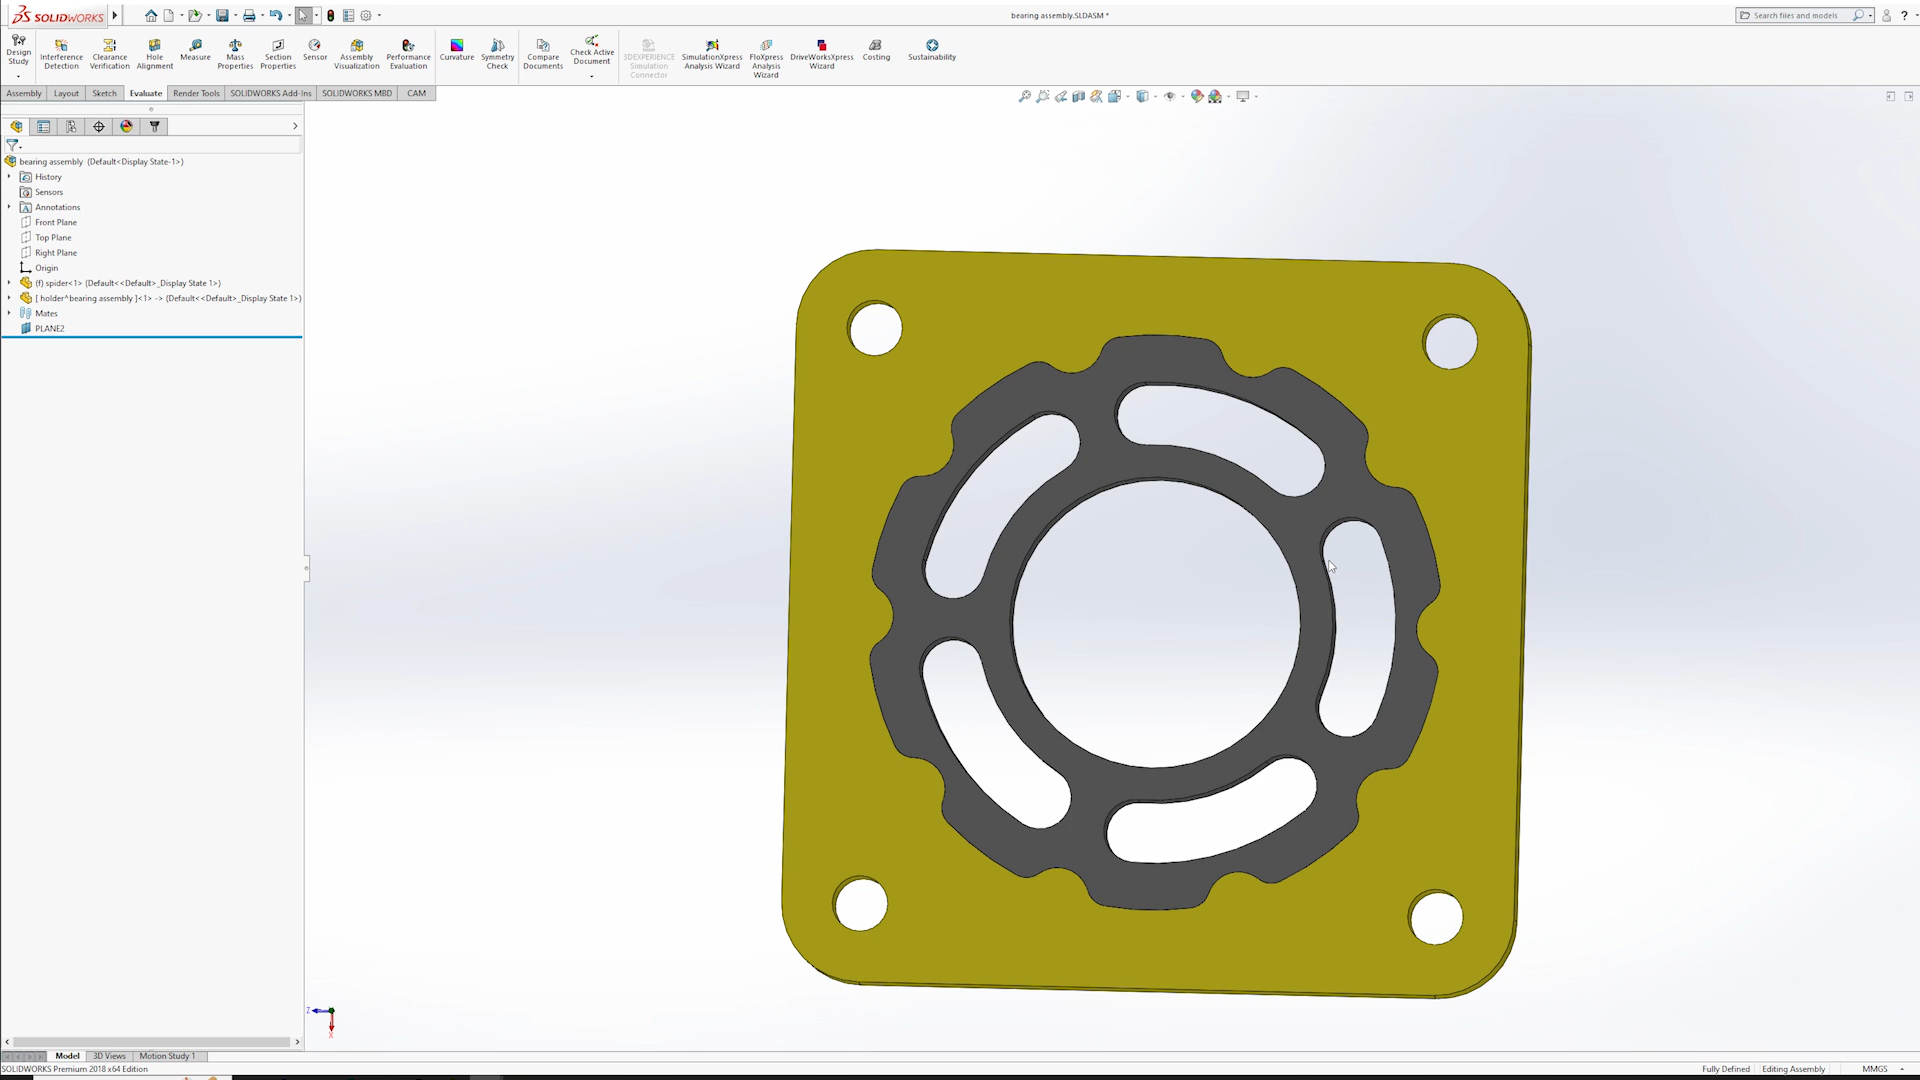 SOLIDWORKS
bearing assembly.SLDASM *
Search files and models
?
Design Study
Interference Detection
Clearance Verification
Hole Alignment
Measure
Mass Properties
Section Properties
Sensor
Assembly Visualization
Performance Evaluation
Curvature
Symmetry Check
Compare Documents
Check Active Document
3DEXPERIENCE Simulation Connector
SimulationXpress Analysis Wizard
FloXpress Analysis Wizard
DriveWorksXpress Wizard
Costing
Sustainability
Assembly Layout Sketch Evaluate Render Tools SOLIDWORKS Add-Ins SOLIDWORKS MBD CAM
bearing assembly (Default<Display State-1>)
History
Sensors
Annotations
Front Plane
Top Plane
Right Plane
Origin
(f) spider<1> (Default<<Default>_Display State 1>)
[ holder^bearing assembly ]<1> -> (Default<<Default>_Display State 1>)
Mates
PLANE2
Z
X
Model 3D Views Motion Study 1
SOLIDWORKS Premium 2018 x64 Edition
Fully Defined Editing Assembly MMGS